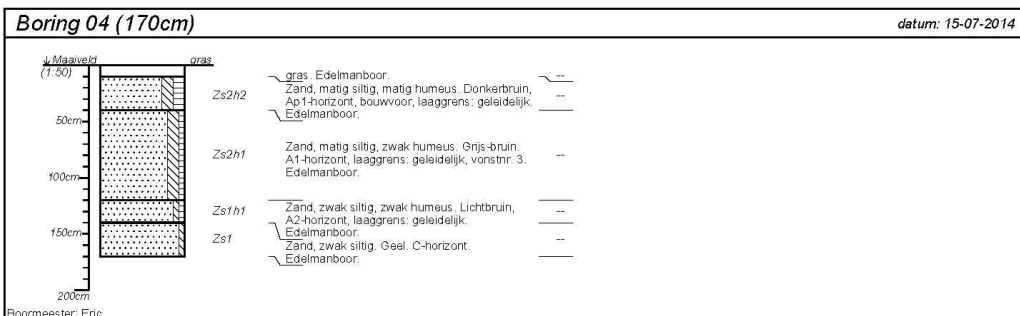 Boring 04 (170cm)
datum: 15-07-2014
↓ Maaiveld
gras
(1:50)
gras. Edelmanboor.
--
Zs2h2
Zand, matig siltig, matig humeus. Donkerbruin,
Ap1-horizont, bouwvoor, laaggrens: geleidelijk.
Edelmanboor.
--
50cm
Zs2h1
Zand, matig siltig, zwak humeus. Grijs-bruin.
A1-horizont, laaggrens: geleidelijk, vonstnr. 3.
Edelmanboor.
--
100cm
Zs1h1
Zand, zwak siltig, zwak humeus. Lichtbruin,
A2-horizont, laaggrens: geleidelijk.
Edelmanboor.
--
150cm
Zs1
Zand, zwak siltig. Geel. C-horizont.
Edelmanboor.
--
200cm
Boormeester: Eric